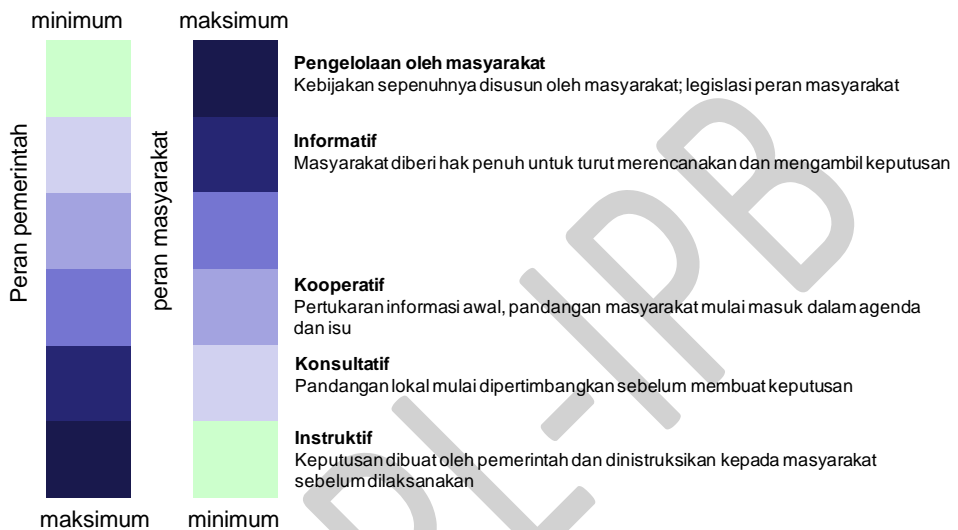 minimum
maksimum
Peran pemerintah
peran masyarakat
Pengelolaan oleh masyarakat
Kebijakan sepenuhnya disusun oleh masyarakat; legislasi peran masyarakat
Informatif
Masyarakat diberi hak penuh untuk turut merencanakan dan mengambil keputusan
Kooperatif
Pertukaran informasi awal, pandangan masyarakat mulai masuk dalam agenda
dan isu
Konsultatif
Pandangan lokal mulai dipertimbangkan sebelum membuat keputusan
Instruktif
Keputusan dibuat oleh pemerintah dan dinistruksikan kepada masyarakat
sebelum dilaksanakan
maksimum
minimum
PL-IPB